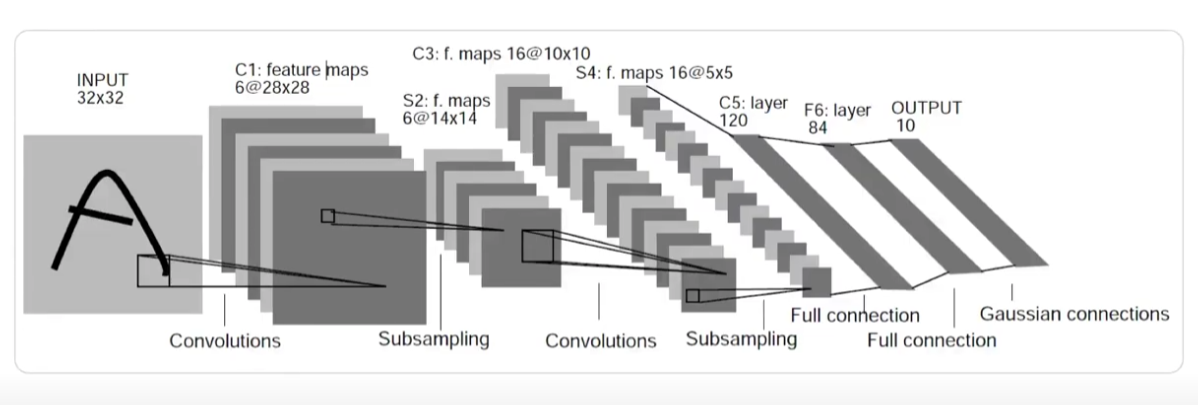 INPUT
32x32
C1: feature maps
6@28x28
S2: f. maps
6@14x14
C3: f. maps 16@10x10
S4: f. maps 16@5x5
C5: layer
120
F6: layer
84
OUTPUT
10
A
Convolutions
Subsampling
Convolutions
Subsampling
Full connection
Full connection
Gaussian connections